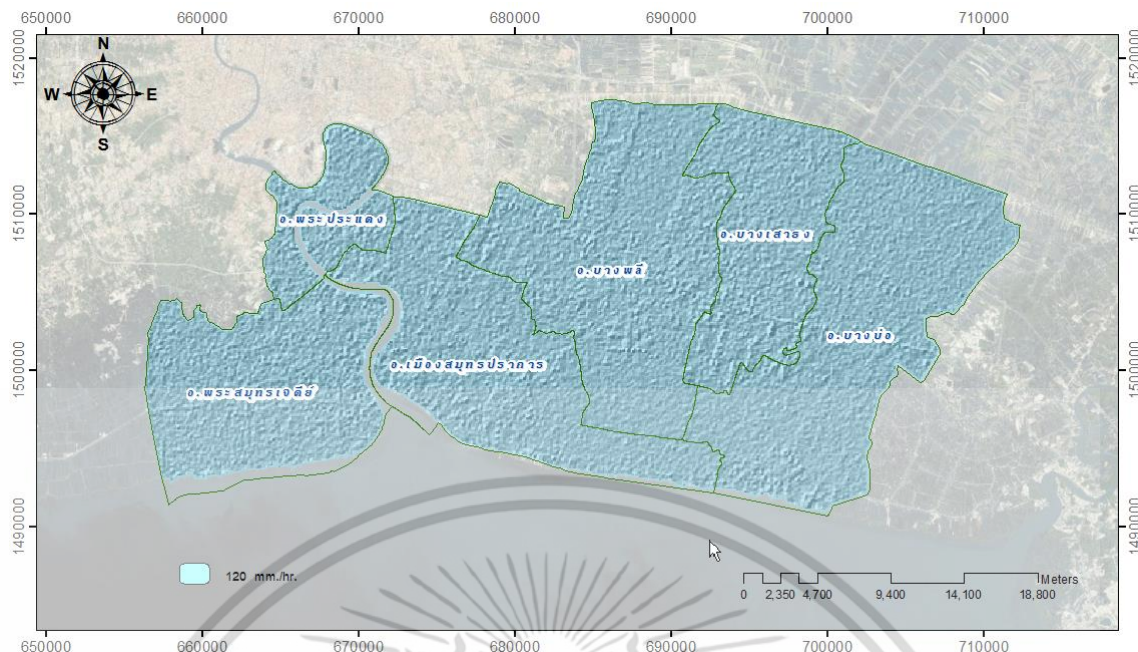 650000 660000 670000 680000 690000 700000 710000
1520000 1520000
N
W E
S
1510000 1510000
อ.พระประแดง
อ.บางเสาธง
อ.บางพลี
อ.บางบ่อ
1500000 1500000
อ.เมืองสมุทรปราการ
อ.พระสมุทรเจดีย์
1490000 1490000
120 mm./hr.
Meters
0 2,350 4,700 9,400 14,100 18,800
650000 660000 670000 680000 690000 700000 710000